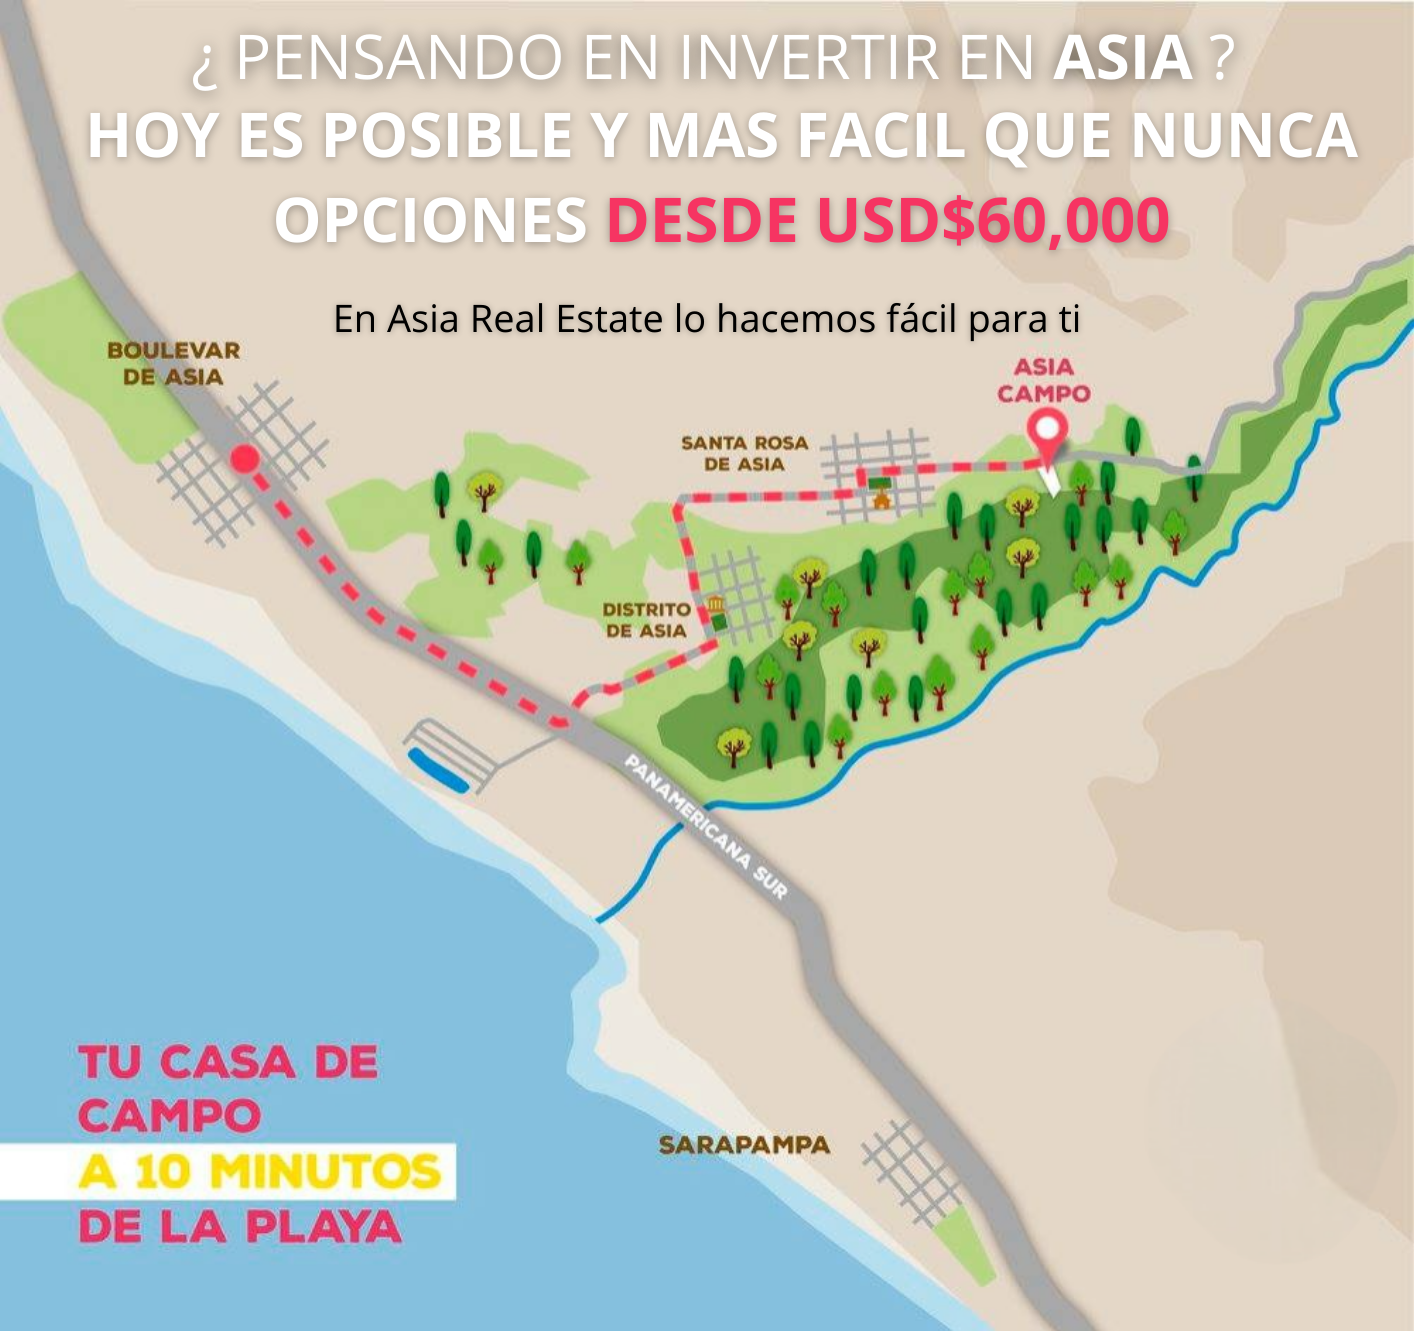 ¿ PENSANDO EN INVERTIR EN ASIA ?
HOY ES POSIBLE Y MAS FACIL QUE NUNCA
OPCIONES DESDE USD$60,000
En Asia Real Estate lo hacemos fácil para ti
BOULEVAR
DE ASIA
ASIA
CAMPO
SANTA ROSA
DE ASIA
DISTRITO
DE ASIA
PANAMERICANA SUR
TU CASA DE
CAMPO
A 10 MINUTOS
DE LA PLAYA
SARAPAMPA